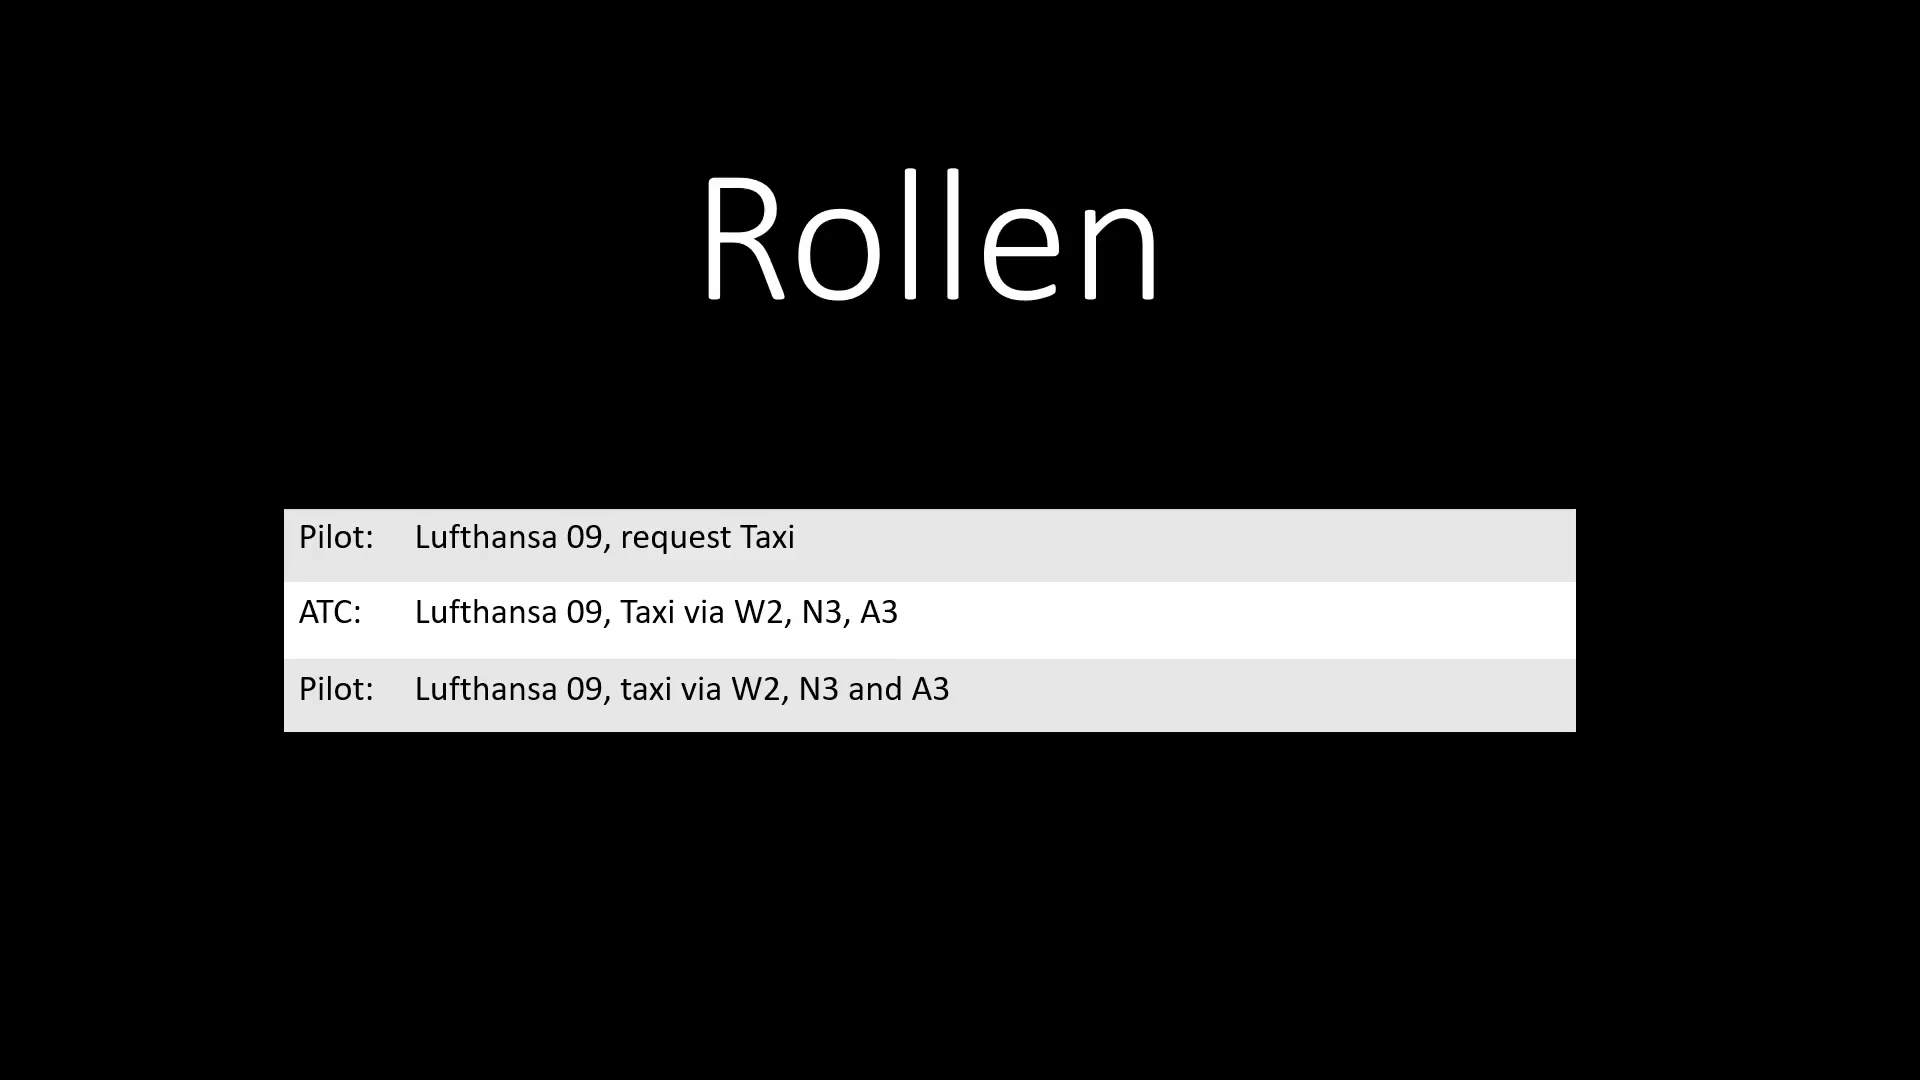 Rollen
Pilot: Lufthansa 09, request Taxi
ATC: Lufthansa 09, Taxi via W2, N3, A3
Pilot: Lufthansa 09, taxi via W2, N3 and A3